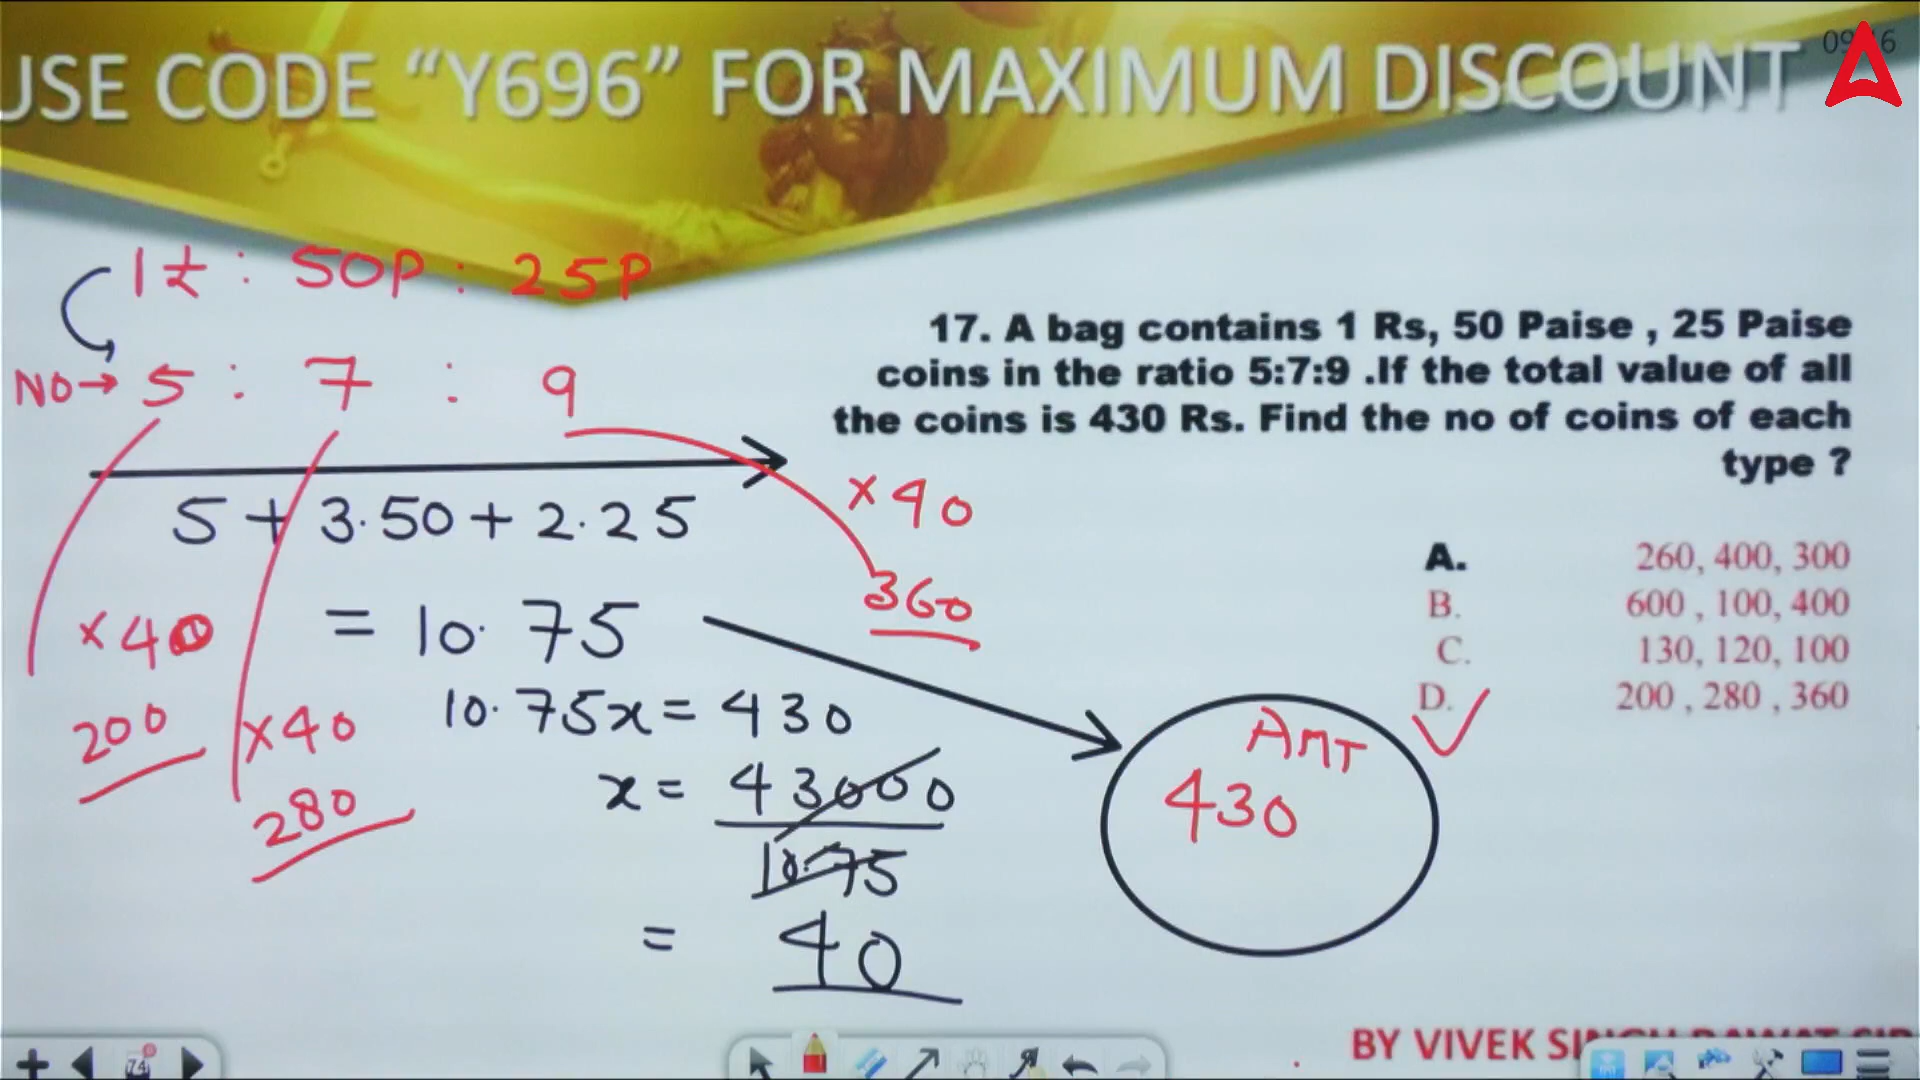 USE CODE “Y696” FOR MAXIMUM DISCOUNT
1₹ : 50P : 25P
NO→ 5 : 7 : 9
5 + 3.50 + 2.25
= 10.75
10.75x = 430
x = 43000
10.75
= 40
×40
200
×40
280
×40
360
17. A bag contains 1 Rs, 50 Paise , 25 Paise
coins in the ratio 5:7:9 .If the total value of all
the coins is 430 Rs. Find the no of coins of each
type ?
A. 260, 400, 300
B. 600 , 100, 400
C. 130, 120, 100
D. 200 , 280 , 360
AMT
430
74
BY VIVEK